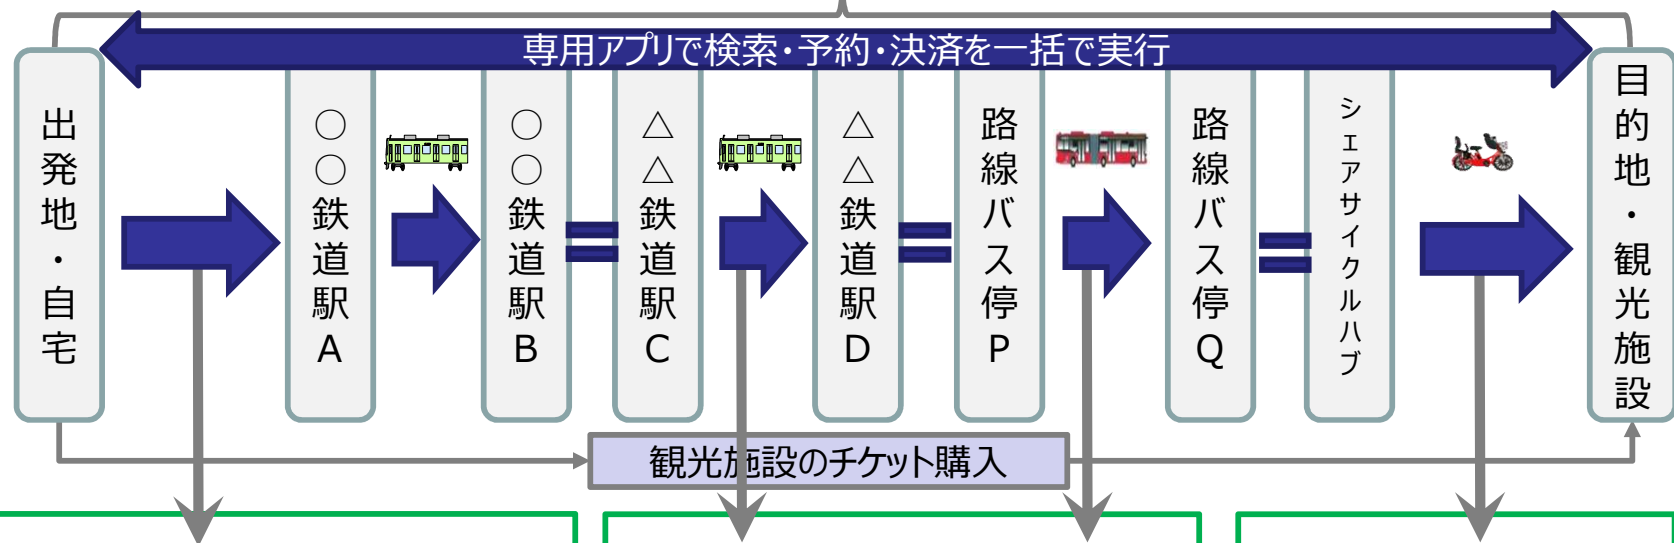 専用アプリで検索・予約・決済を一括で実行
出発地・自宅
○○鉄道駅A
○○鉄道駅B
△△鉄道駅C
△△鉄道駅D
路線バス停P
路線バス停Q
シェアサイクルハブ
目的地・観光施設
観光施設のチケット購入